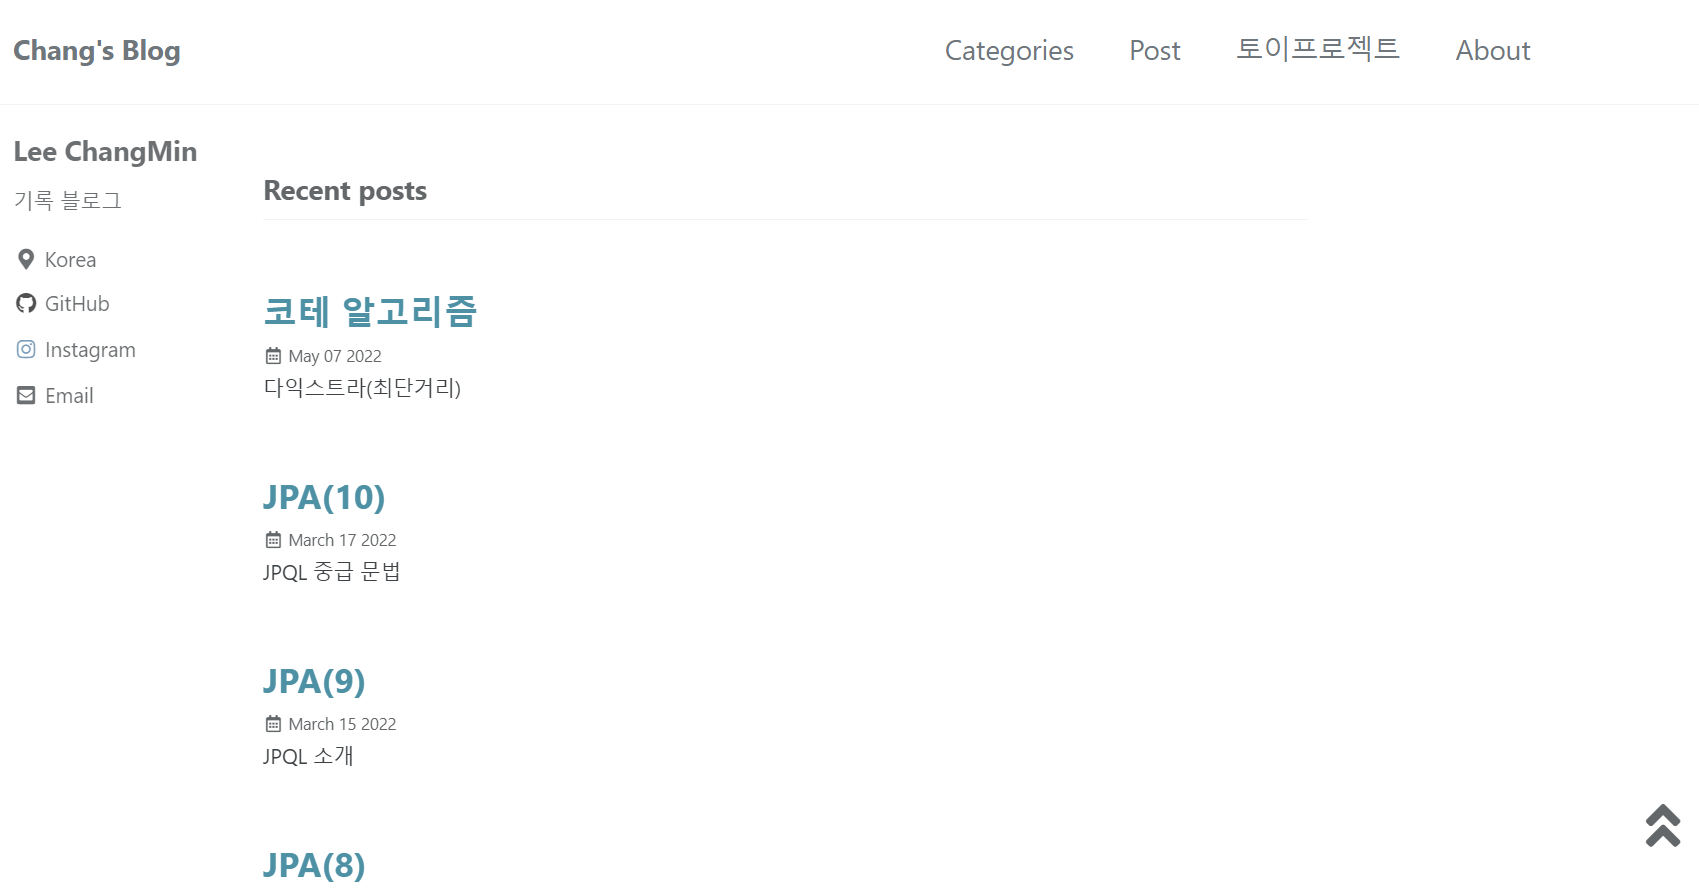 Chang's Blog
Categories Post 토이프로젝트 About
Lee ChangMin
기록 블로그
Korea
GitHub
Instagram
Email
Recent posts
코테 알고리즘
May 07 2022
다익스트라(최단거리)
JPA(10)
March 17 2022
JPQL 중급 문법
JPA(9)
March 15 2022
JPQL 소개
JPA(8)